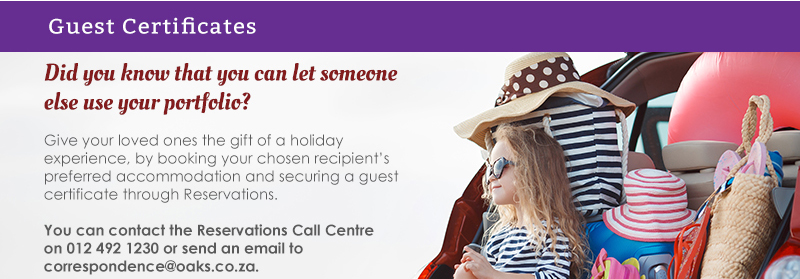 Guest Certificates
Did you know that you can let someone
else use your portfolio?
Give your loved ones the gift of a holiday
experience, by booking your chosen recipient's
preferred accommodation and securing a guest
certificate through Reservations.
You can contact the Reservations Call Centre
on 012 492 1230 or send an email to
correspondence@oaks.co.za.